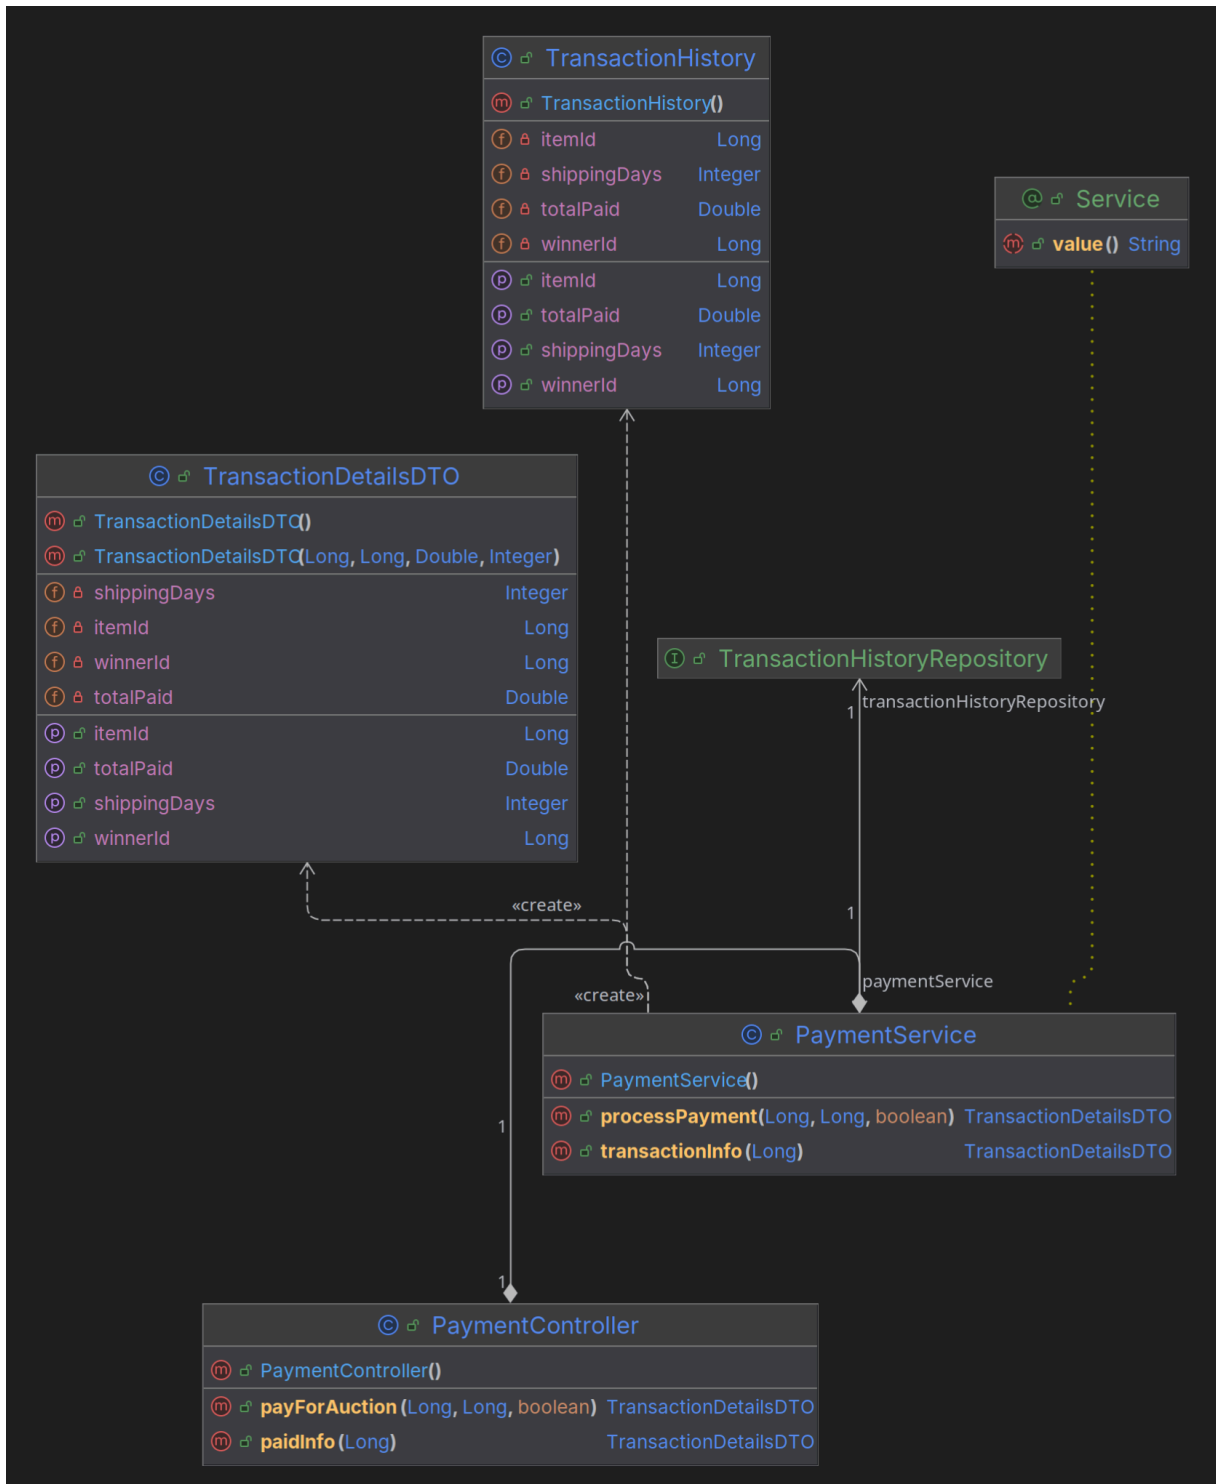 TransactionHistory
TransactionHistory()
itemId Long
shippingDays Integer
totalPaid Double
winnerId Long
itemId Long
totalPaid Double
shippingDays Integer
winnerId Long
@ Service
m value() String
TransactionDetailsDTO
TransactionDetailsDTO()
TransactionDetailsDTO(Long, Long, Double, Integer)
shippingDays Integer
itemId Long
winnerId Long
totalPaid Double
itemId Long
totalPaid Double
shippingDays Integer
winnerId Long
TransactionHistoryRepository
transactionHistoryRepository
1
«create»
1
paymentService
«create»
PaymentService
PaymentService()
processPayment(Long, Long, boolean) TransactionDetailsDTO
transactionInfo(Long) TransactionDetailsDTO
1
1
PaymentController
PaymentController()
payForAuction(Long, Long, boolean) TransactionDetailsDTO
paidInfo(Long) TransactionDetailsDTO